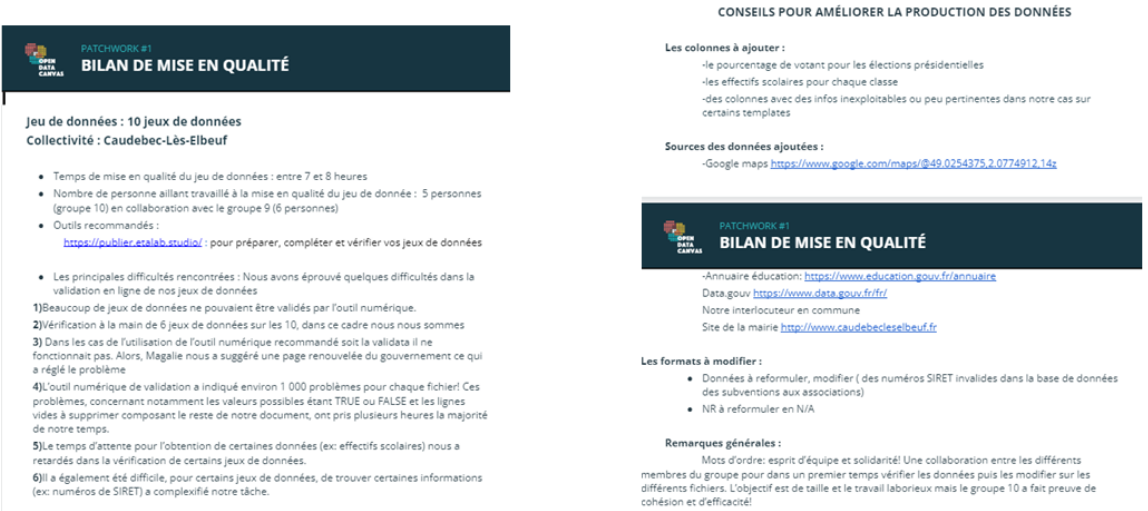 OPEN
DATA
CANVAS
PATCHWORK #1
BILAN DE MISE EN QUALITÉ
Jeu de données : 10 jeux de données
Collectivité : Caudebec-Lès-Elbeuf
• Temps de mise en qualité du jeu de données : entre 7 et 8 heures
• Nombre de personne aillant travaillé à la mise en qualité du jeu de donnée : 5 personnes
(groupe 10) en collaboration avec le groupe 9 (6 personnes)
• Outils recommandés :
https://publier.etalab.studio/ : pour préparer, compléter et vérifier vos jeux de données
• Les principales difficultés rencontrées : Nous avons éprouvé quelques difficultés dans la
validation en ligne de nos jeux de données
1)Beaucoup de jeux de données ne pouvaient être validés par l'outil numérique.
2)Vérification à la main de 6 jeux de données sur les 10, dans ce cadre nous nous sommes
3) Dans les cas de l'utilisation de l'outil numérique recommandé soit la validata il ne
fonctionnait pas. Alors, Magalie nous a suggéré une page renouvelée du gouvernement ce qui
a réglé le problème
4)L'outil numérique de validation a indiqué environ 1 000 problèmes pour chaque fichier! Ces
problèmes, concernant notamment les valeurs possibles étant TRUE ou FALSE et les lignes
vides à supprimer composant le reste de notre document, ont pris plusieurs heures la majorité
de notre temps.
5)Le temps d'attente pour l'obtention de certaines données (ex: effectifs scolaires) nous a
retardés dans la vérification de certains jeux de données.
6)Il a également été difficile, pour certains jeux de données, de trouver certaines informations
(ex: numéros de SIRET) a complexifié notre tâche.
CONSEILS POUR AMÉLIORER LA PRODUCTION DES DONNÉES
Les colonnes à ajouter :
-le pourcentage de votant pour les élections présidentielles
-les effectifs scolaires pour chaque classe
-des colonnes avec des infos inexploitables ou peu pertinentes dans notre cas sur
certains templates
Sources des données ajoutées :
-Google maps https://www.google.com/maps/@49.0254375,2.0774912,14z
OPEN
DATA
CANVAS
PATCHWORK #1
BILAN DE MISE EN QUALITÉ
-Annuaire éducation: https://www.education.gouv.fr/annuaire
Data.gouv https://www.data.gouv.fr/fr/
Notre interlocuteur en commune
Site de la mairie http://www.caudebecleselbeuf.fr
Les formats à modifier :
• Données à reformuler, modifier ( des numéros SIRET invalides dans la base de données
des subventions aux associations)
• NR à reformuler en N/A
Remarques générales :
Mots d'ordre: esprit d'équipe et solidarité! Une collaboration entre les différents
membres du groupe pour dans un premier temps vérifier les données puis les modifier sur les
différents fichiers. L'objectif est de taille et le travail laborieux mais le groupe 10 a fait preuve de
cohésion et d'efficacité!